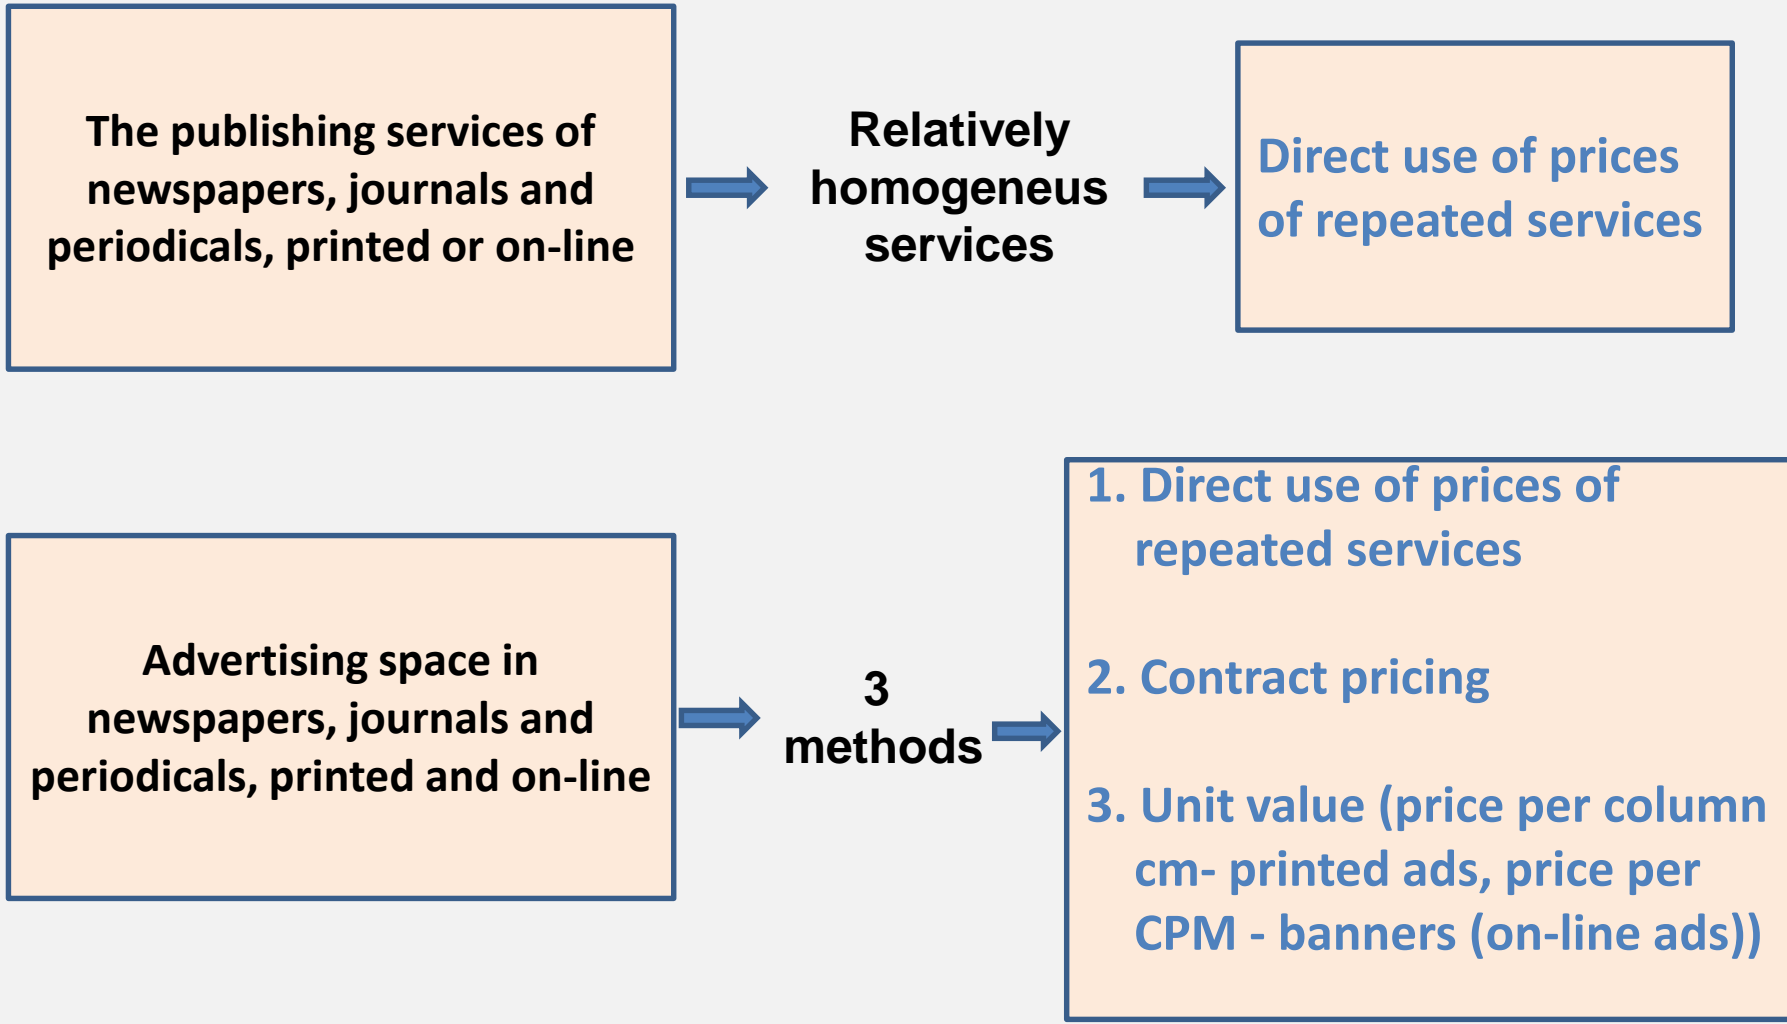 The publishing services of
newspapers, journals and
periodicals, printed or on-line
Relatively
homogeneus
services
Direct use of prices
of repeated services
Advertising space in
newspapers, journals and
periodicals, printed and on-line
3
methods
1. Direct use of prices of
repeated services
2. Contract pricing
3. Unit value (price per column
cm- printed ads, price per
CPM - banners (on-line ads))